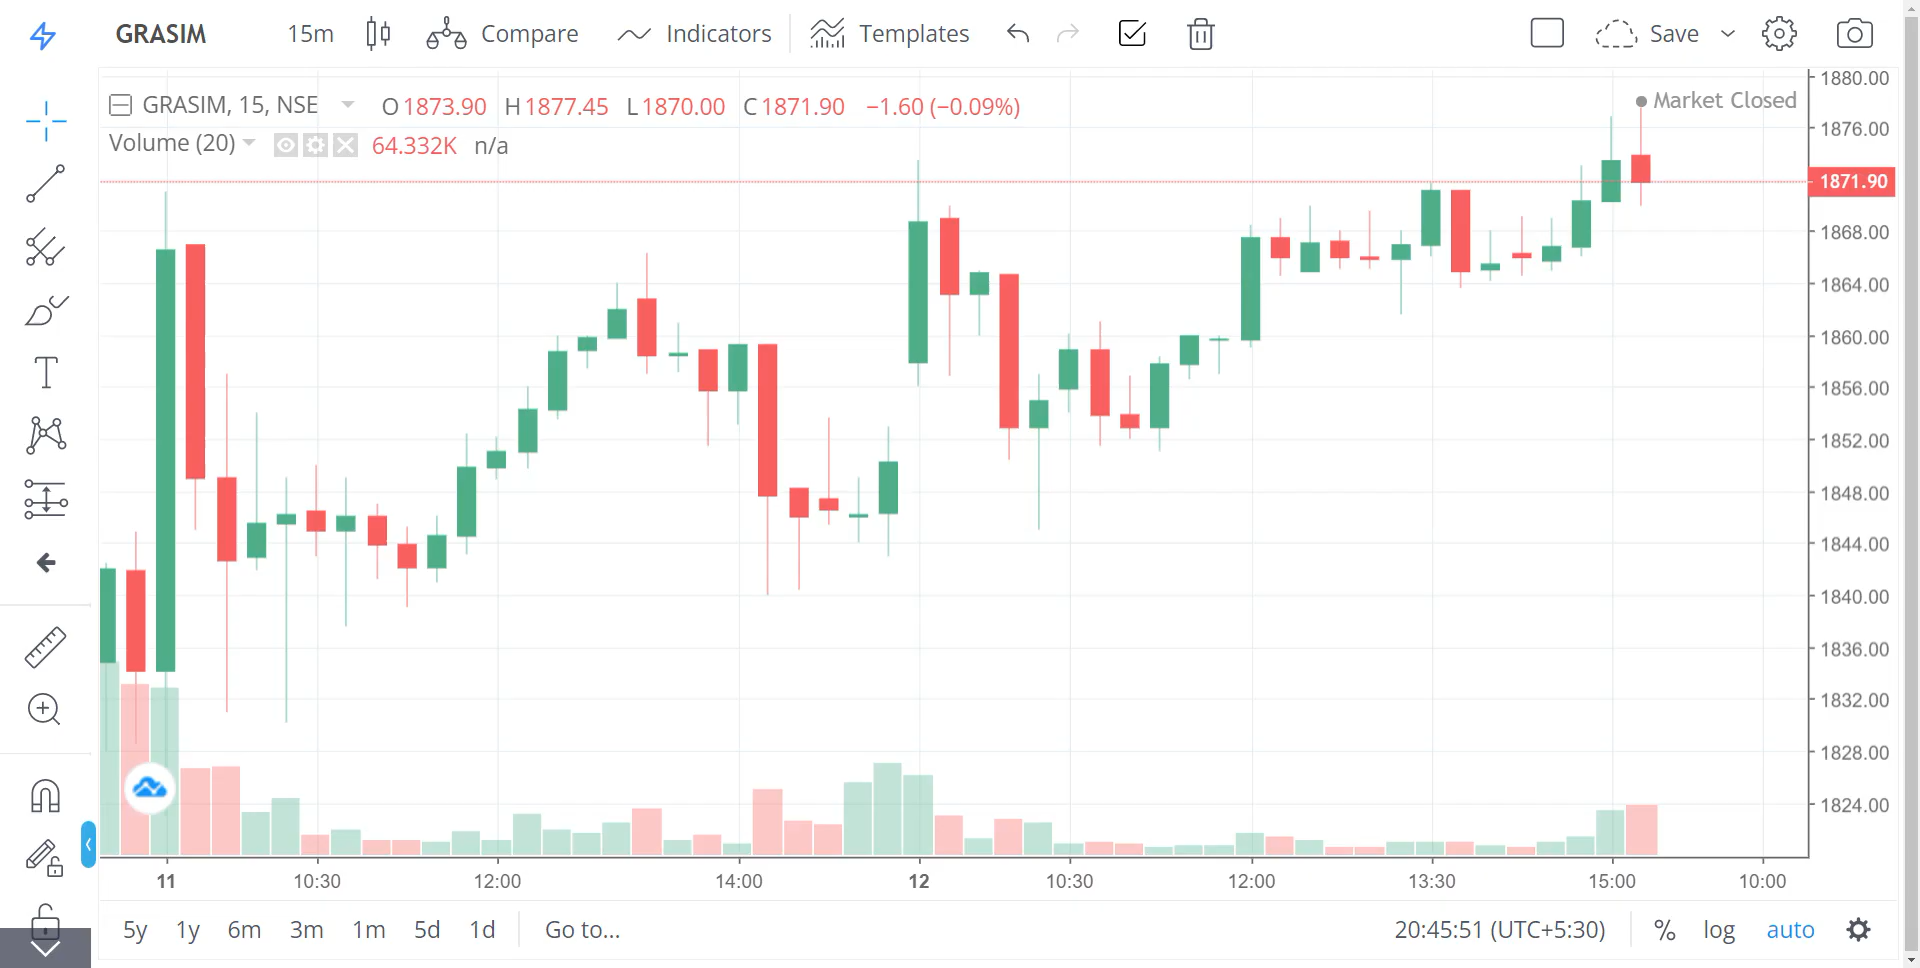 GRASIM 15m Compare Indicators Templates Save
GRASIM, 15, NSE O1873.90 H1877.45 L1870.00 C1871.90 −1.60 (−0.09%)
Volume (20) 64.332K n/a
Market Closed
1880.00
1876.00
1871.90
1868.00
1864.00
1860.00
1856.00
1852.00
1848.00
1844.00
1840.00
1836.00
1832.00
1828.00
1824.00
11 10:30 12:00 14:00 12 10:30 12:00 13:30 15:00 10:00
5y 1y 6m 3m 1m 5d 1d Go to... 20:45:51 (UTC+5:30) % log auto